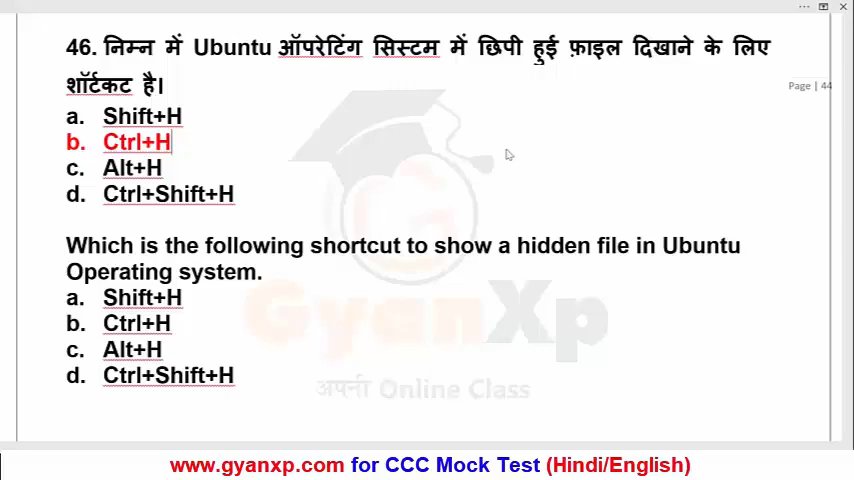 46. निम्न में Ubuntu ऑपरेटिंग सिस्टम में छिपी हुई फ़ाइल दिखाने के लिए
शॉर्टकट है।
Page | 44
a. Shift+H
b. Ctrl+H
c. Alt+H
d. Ctrl+Shift+H
Which is the following shortcut to show a hidden file in Ubuntu
Operating system.
a. Shift+H
b. Ctrl+H
c. Alt+H
d. Ctrl+Shift+H
GyanXp
अपनी Online Class
www.gyanxp.com for CCC Mock Test (Hindi/English)